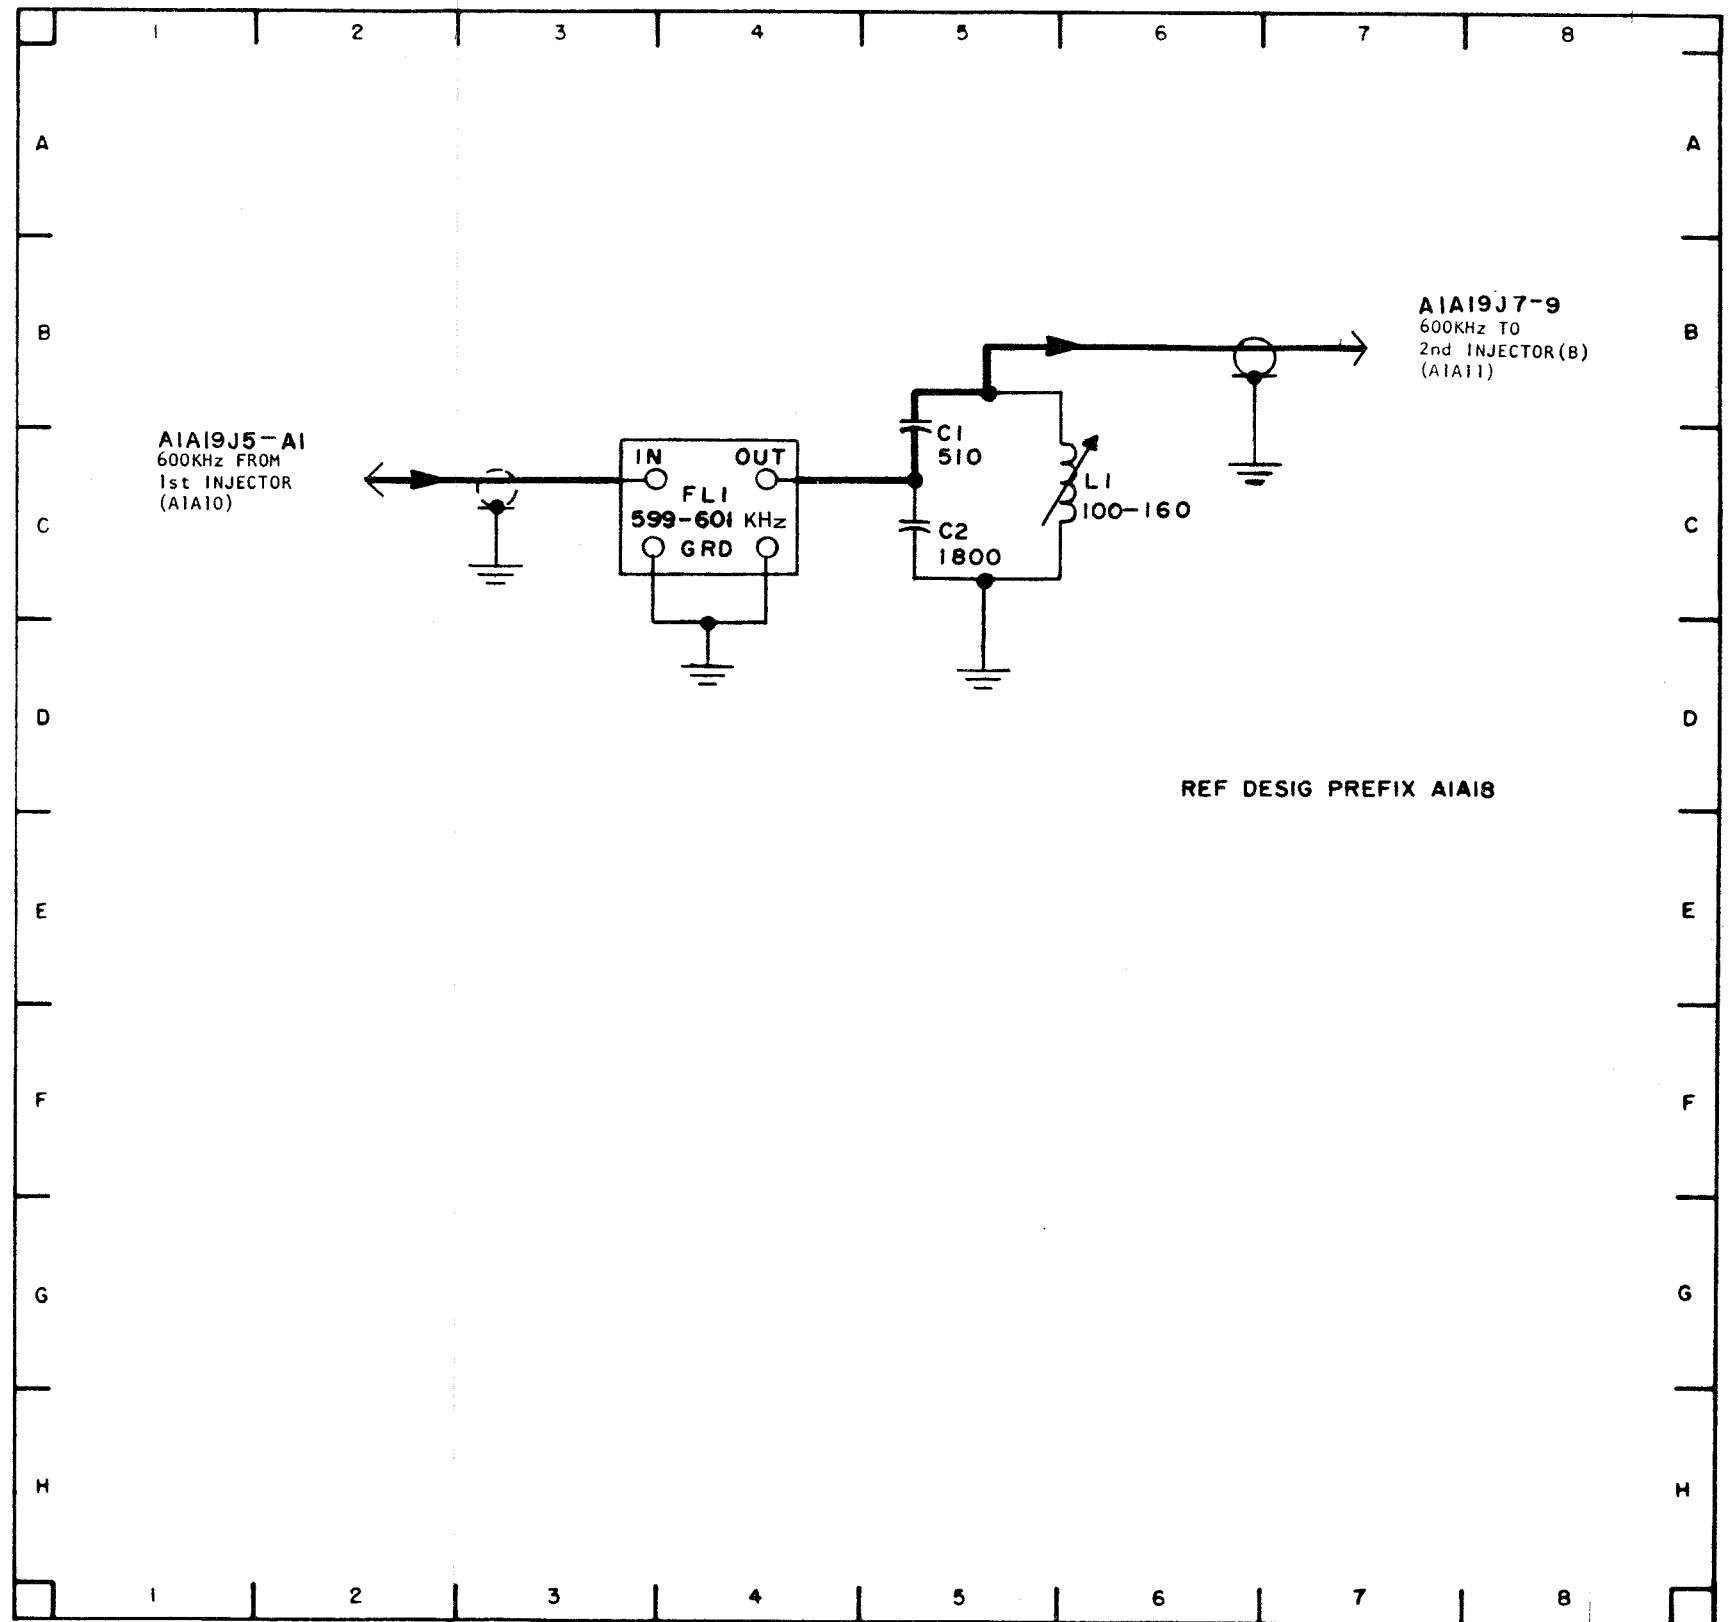 1 2 3 4 5 6 7 8
A A
A1A19J7-9
600KHz TO
2nd INJECTOR(B)
(A1A11)
B B
A1A19J5-A1
600KHz FROM
1st INJECTOR
(A1A10)
IN OUT
FL1
599-601 KHz
GRD
C1
510
C2
1800
L1
100-160
C C
D D
REF DESIG PREFIX A1A18
E E
F F
G G
H H
1 2 3 4 5 6 7 8